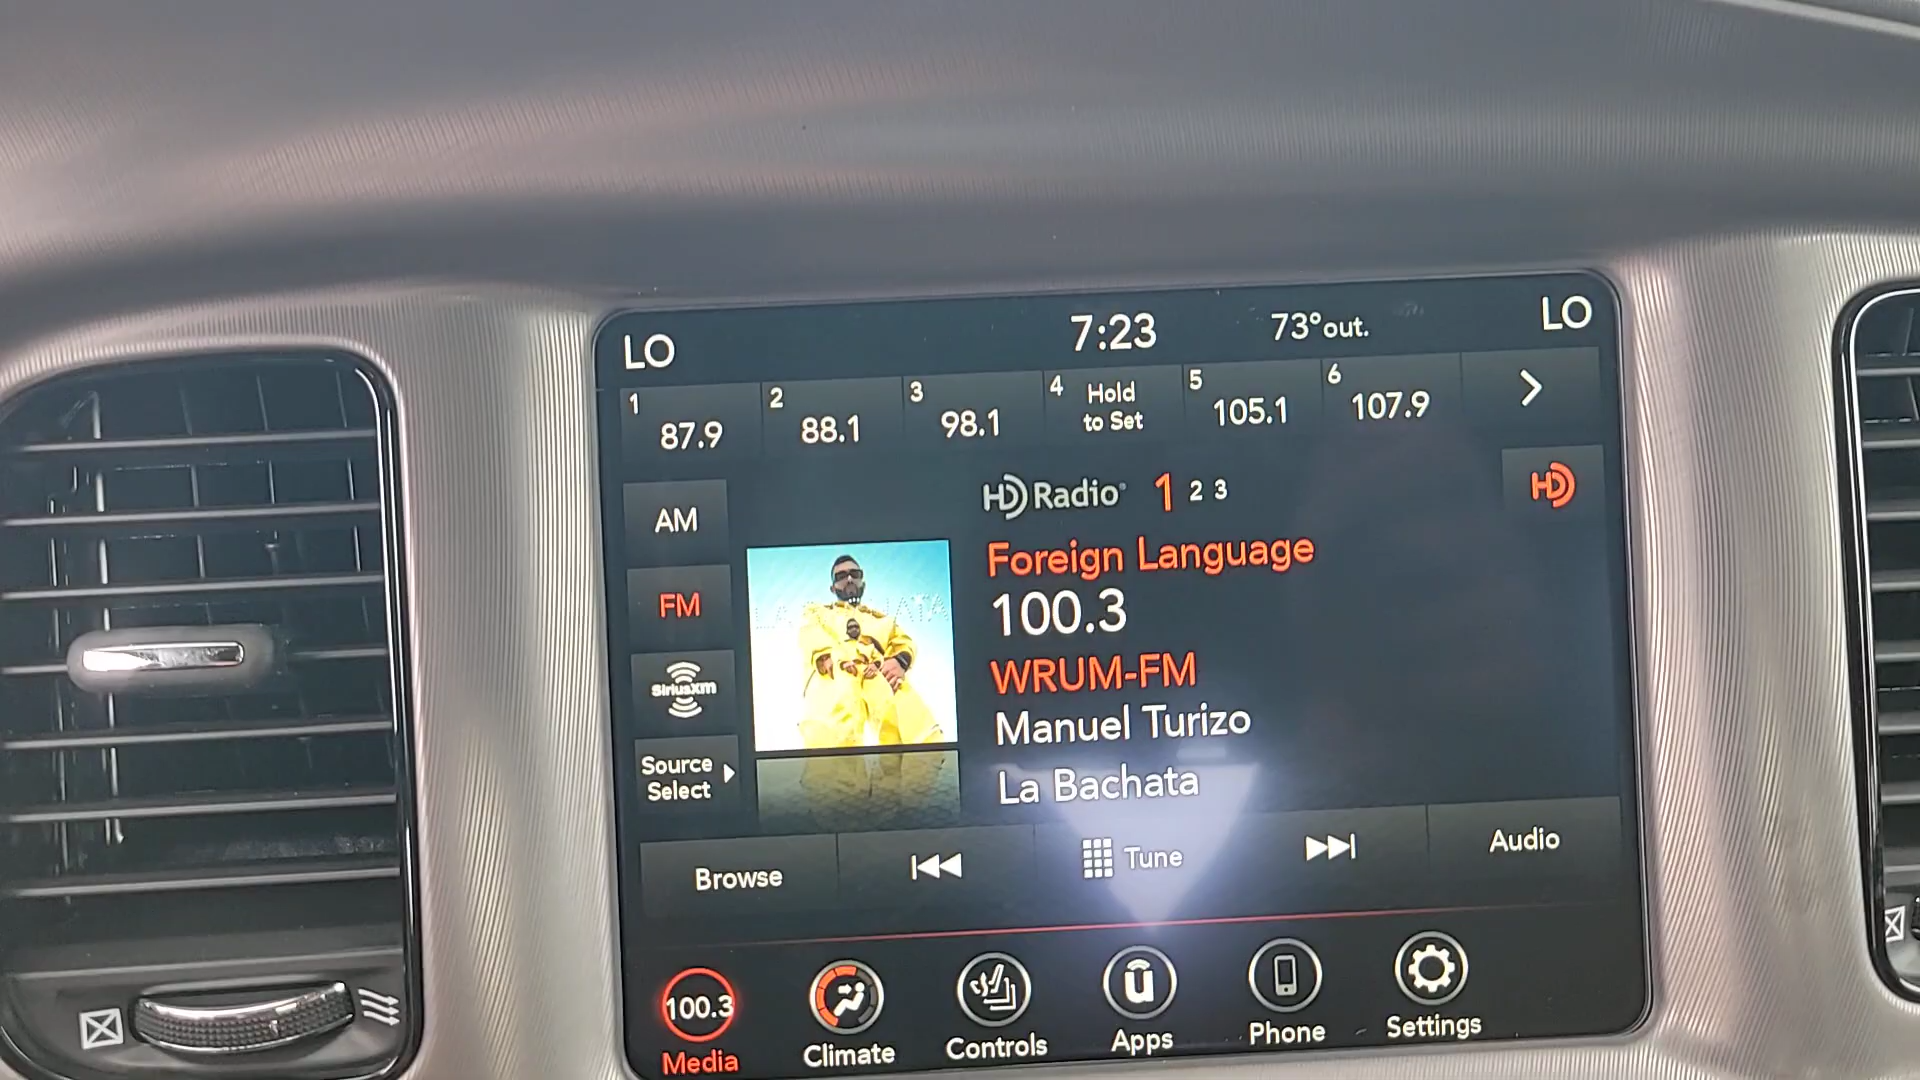 LO 7:23 73°out. LO
1 87.9 2 88.1 3 98.1 4 Hold to Set 5 105.1 6 107.9
HD Radio 1 2 3 HD
AM
FM
SiriusXM
Source
Select
Foreign Language
100.3
WRUM-FM
Manuel Turizo
La Bachata
Browse Tune Audio
100.3
Media Climate Controls Apps Phone Settings